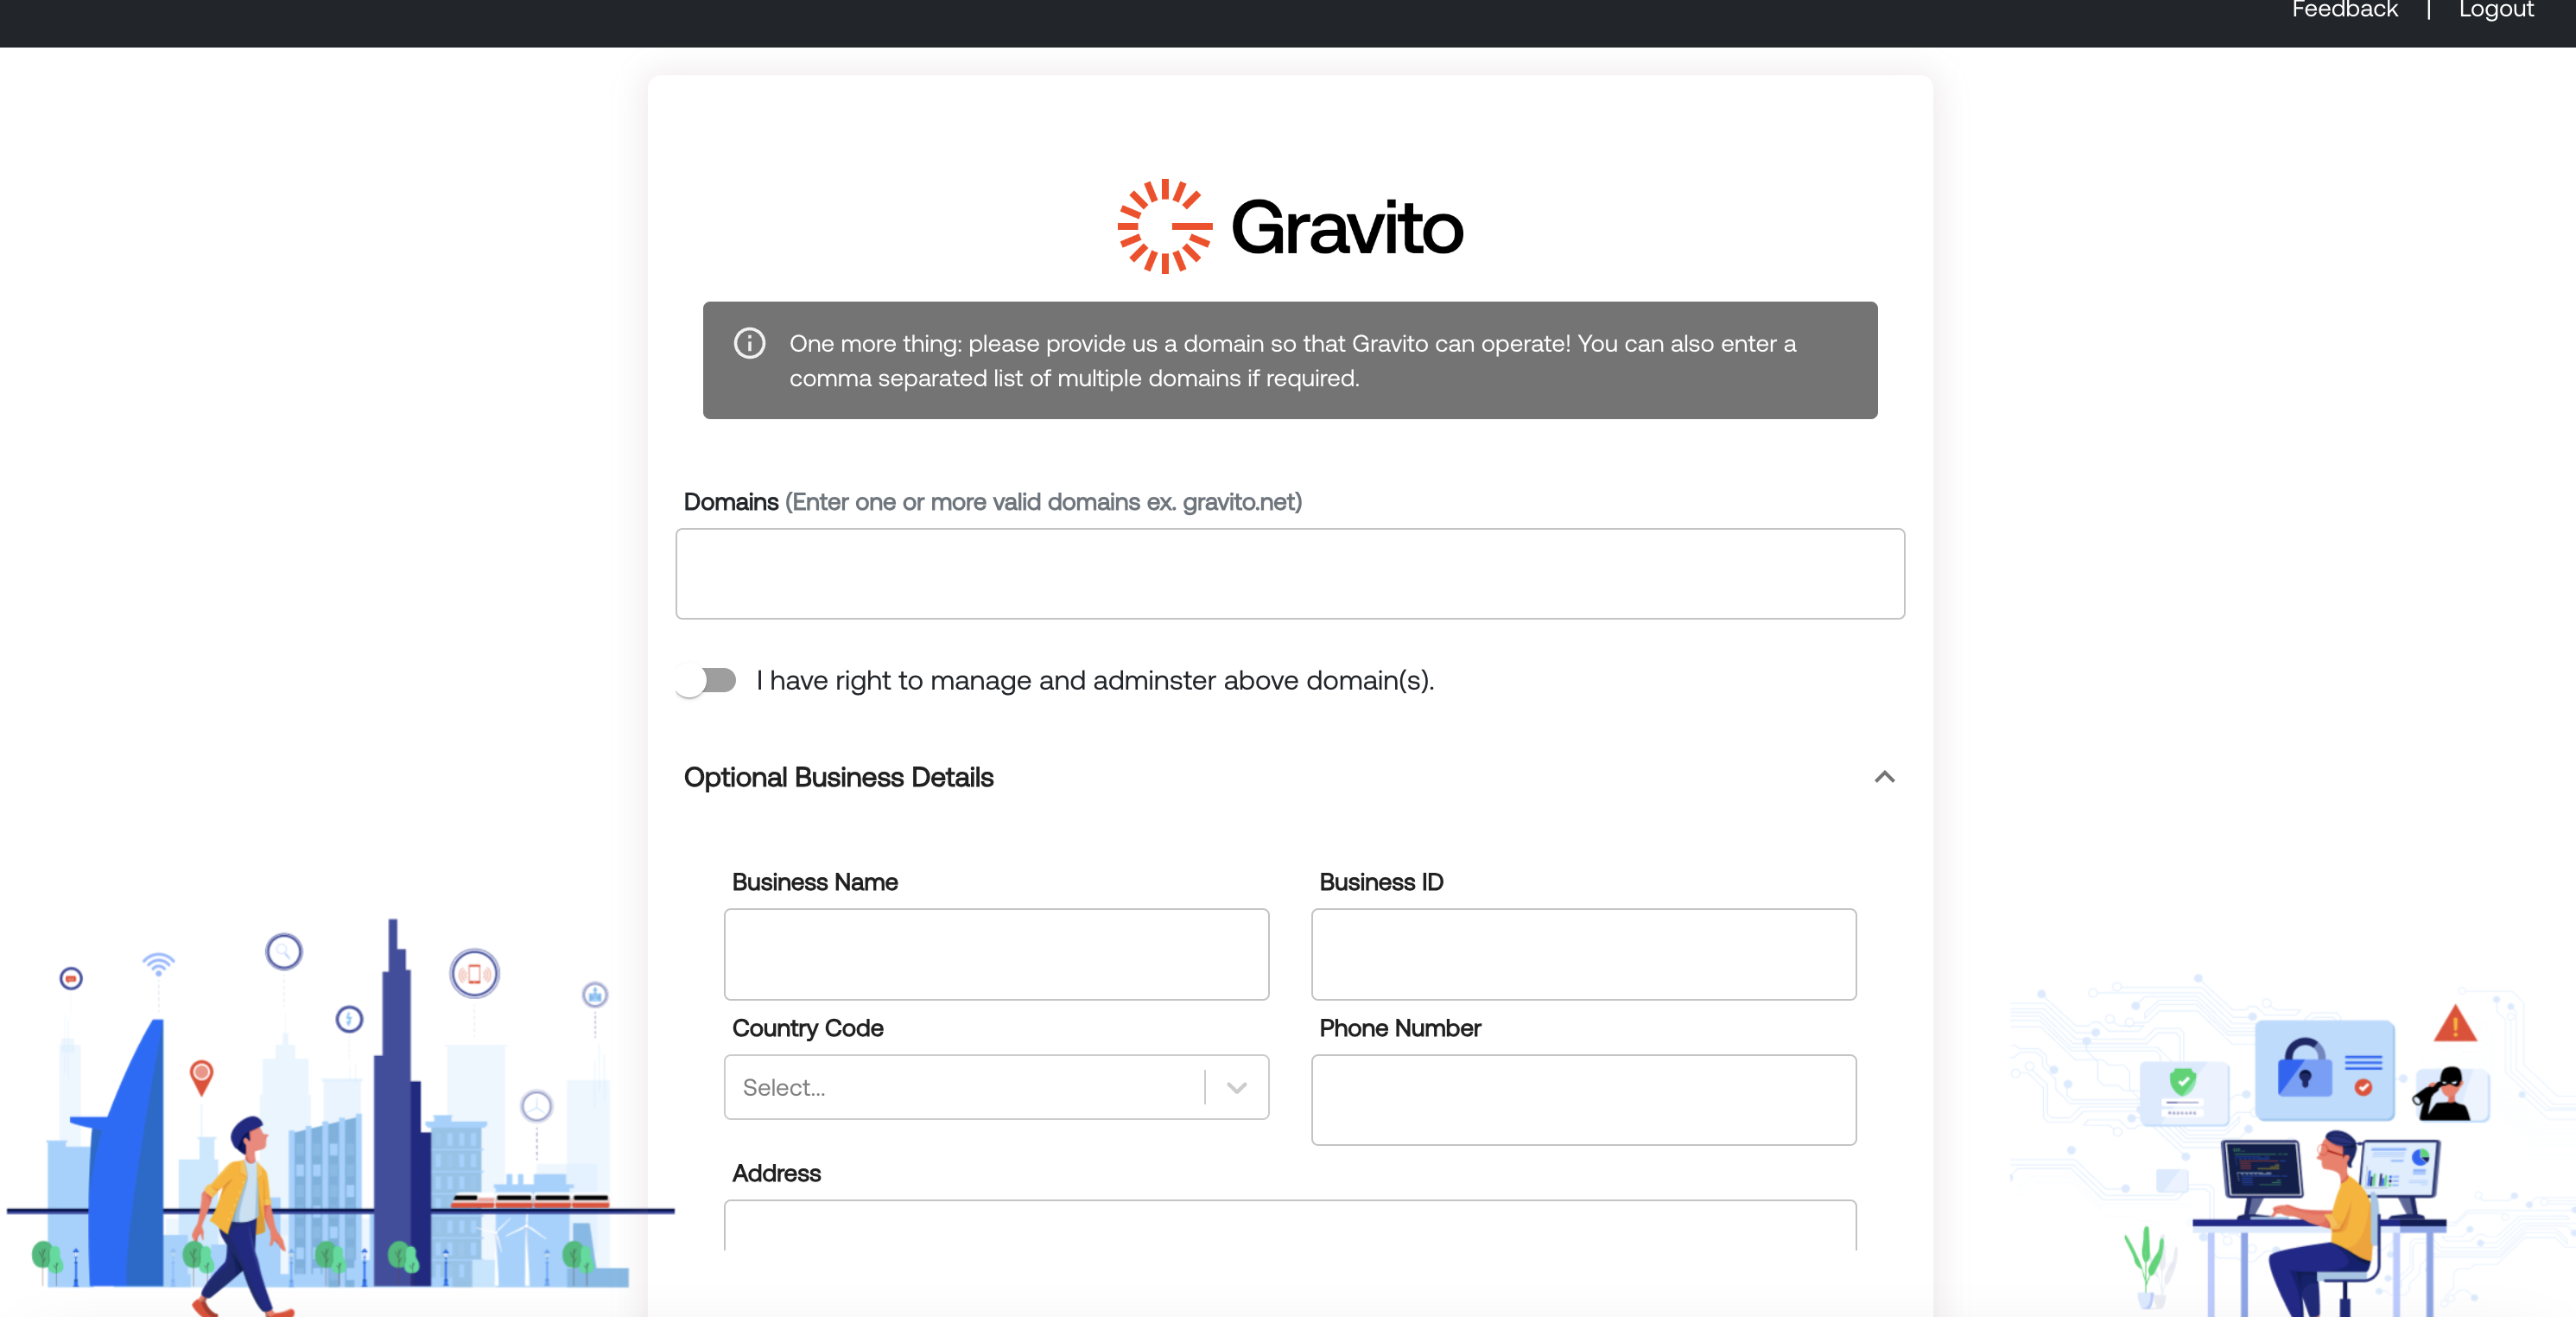 Feedback | Logout
Gravito
One more thing: please provide us a domain so that Gravito can operate! You can also enter a
comma separated list of multiple domains if required.
Domains (Enter one or more valid domains ex. gravito.net)
I have right to manage and adminster above domain(s).
Optional Business Details
Business Name
Business ID
Country Code
Phone Number
Select...
Address